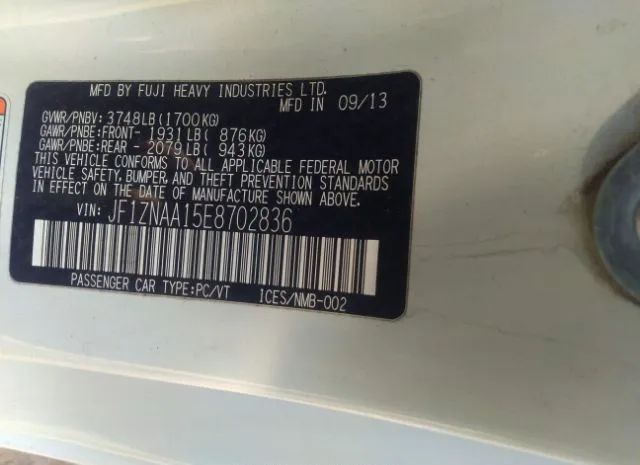 MFD BY FUJI HEAVY INDUSTRIES LTD.
MFD IN 09/13
GVWR/PNBV: 3748LB(1700KG)
GAWR/PNBE:FRONT- 1931LB( 876KG)
GAWR/PNBE:REAR - 2079LB( 943KG)
THIS VEHICLE CONFORMS TO ALL APPLICABLE FEDERAL MOTOR
VEHICLE SAFETY, BUMPER, AND THEFT PREVENTION STANDARDS
IN EFFECT ON THE DATE OF MANUFACTURE SHOWN ABOVE.
VIN: JF1ZNAA15E8702836
PASSENGER CAR TYPE:PC/VT ICES/NMB-002